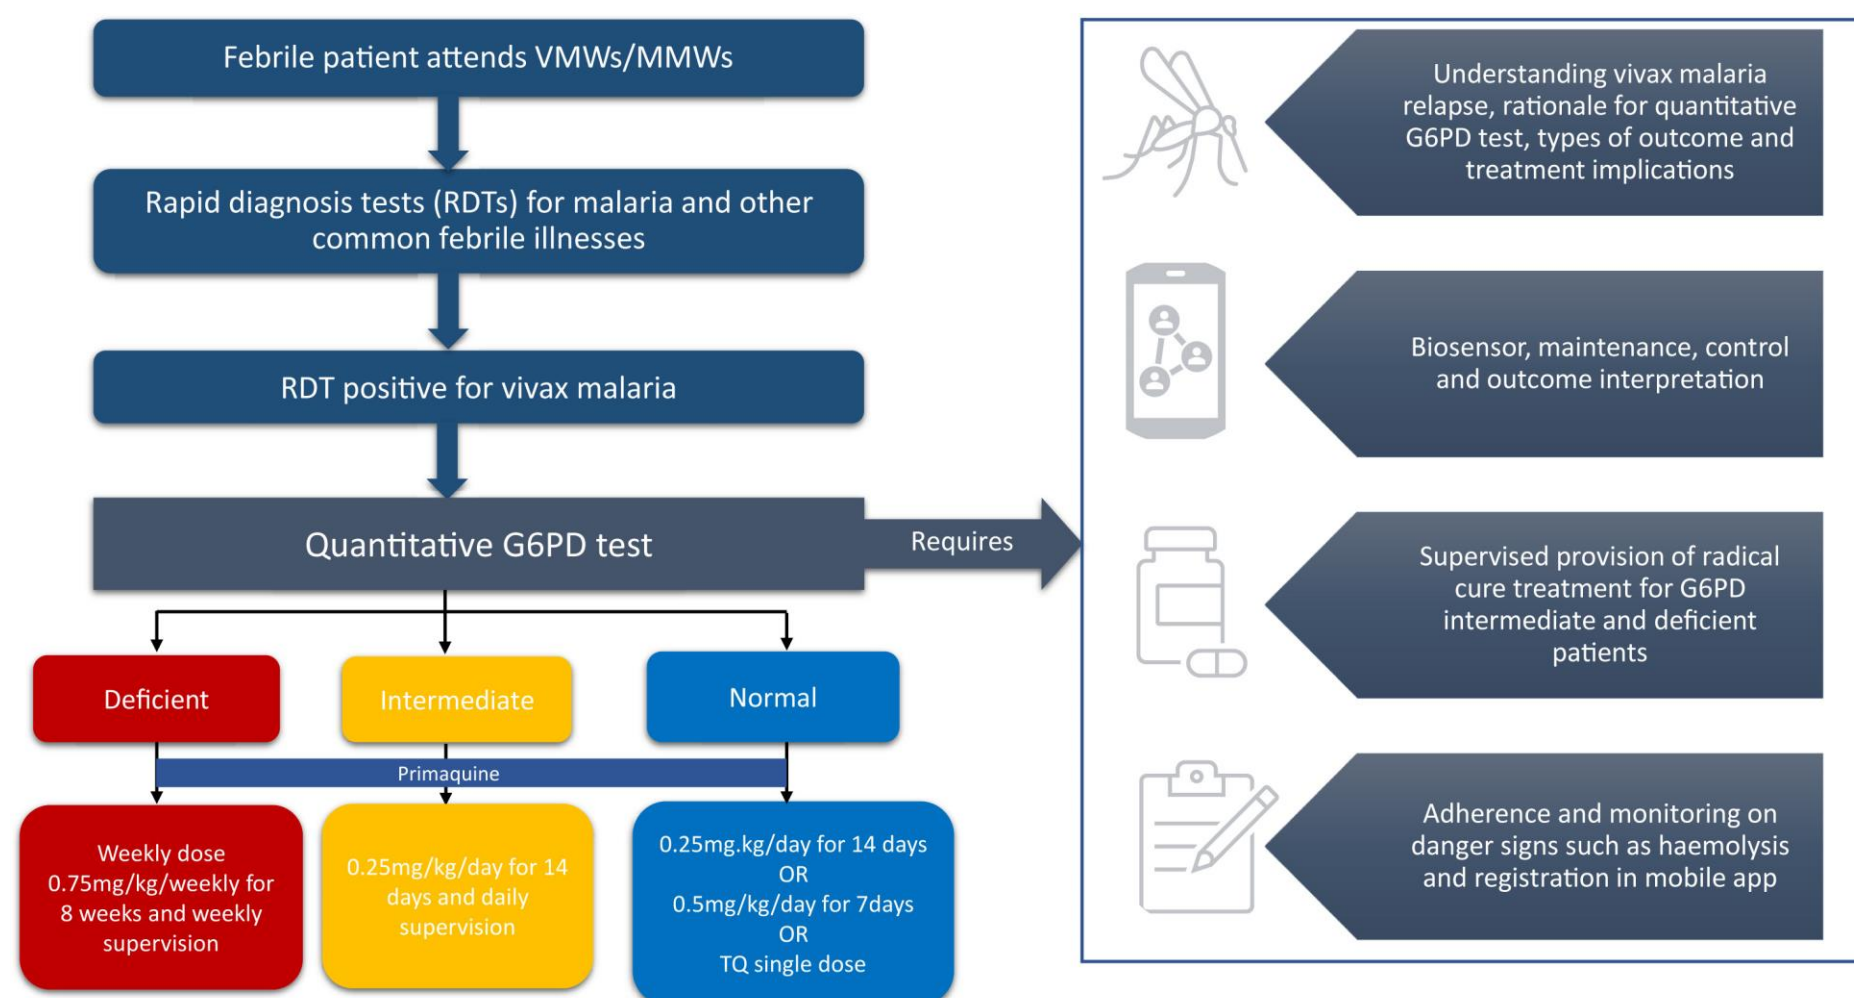 Febrile patient attends VMWs/MMWs
Rapid diagnosis tests (RDTs) for malaria and other
common febrile illnesses
RDT positive for vivax malaria
Quantitative G6PD test
Requires
Deficient
Intermediate
Normal
Primaquine
Weekly dose
0.75mg/kg/weekly for
8 weeks and weekly
supervision
0.25mg/kg/day for 14
days and daily
supervision
0.25mg.kg/day for 14 days
OR
0.5mg/kg/day for 7days
OR
TQ single dose
Understanding vivax malaria
relapse, rationale for quantitative
G6PD test, types of outcome and
treatment implications
Biosensor, maintenance, control
and outcome interpretation
Supervised provision of radical
cure treatment for G6PD
intermediate and deficient
patients
Adherence and monitoring on
danger signs such as haemolysis
and registration in mobile app